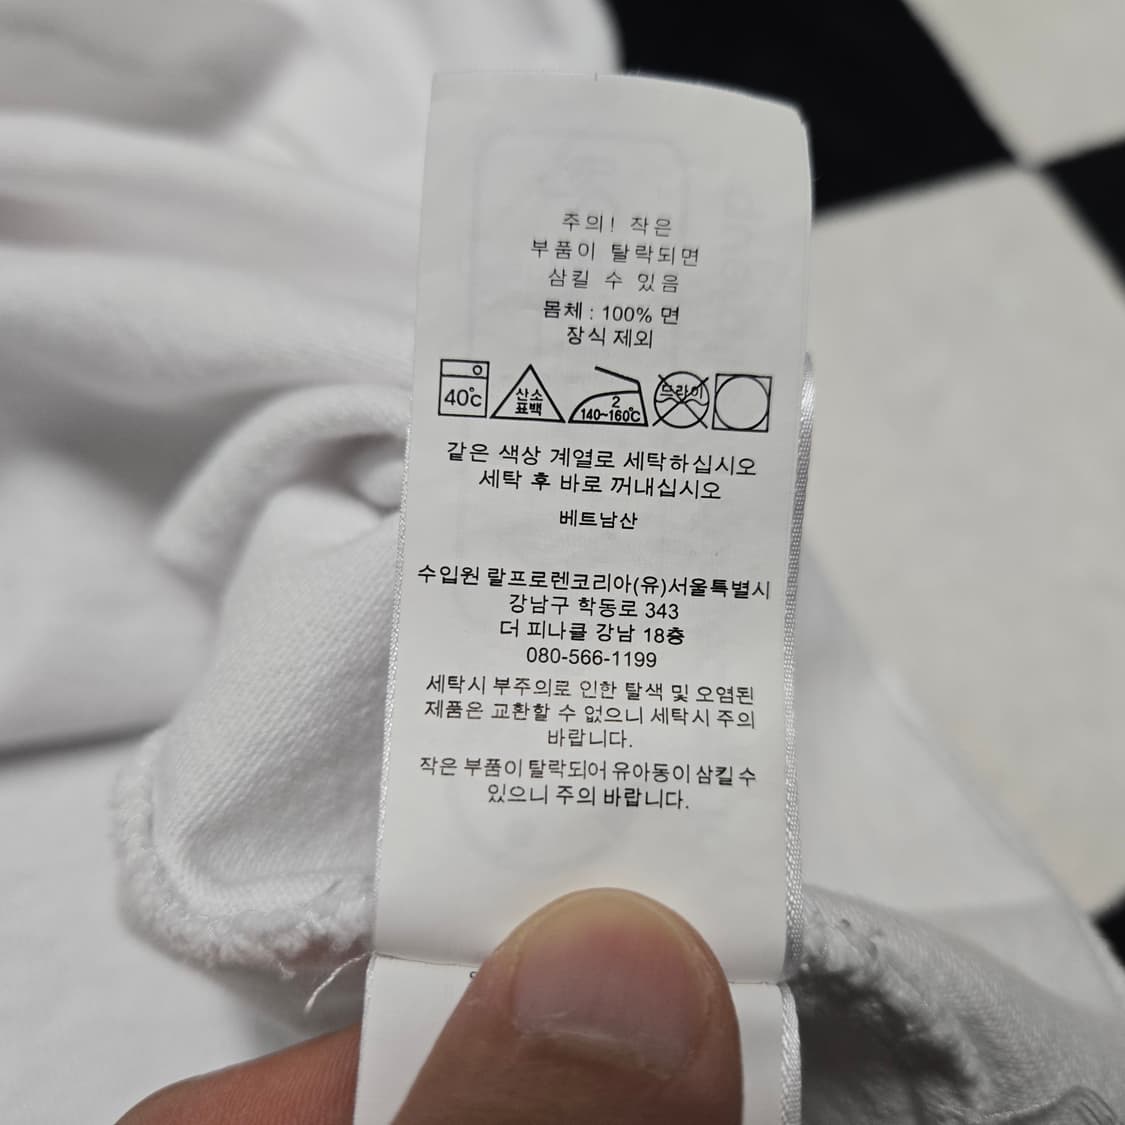 주의! 작은
부품이 탈락되면
삼킬 수 있음
몸체 : 100% 면
장식 제외
40℃
산소
표백
2
140~160℃
드라이
같은 색상 계열로 세탁하십시오
세탁 후 바로 꺼내십시오
베트남산
수입원 랄프로렌코리아(유)서울특별시
강남구 학동로 343
더 피나클 강남 18층
080-566-1199
세탁시 부주의로 인한 탈색 및 오염된
제품은 교환할 수 없으니 세탁시 주의
바랍니다.
작은 부품이 탈락되어 유아동이 삼킬 수
있으니 주의 바랍니다.